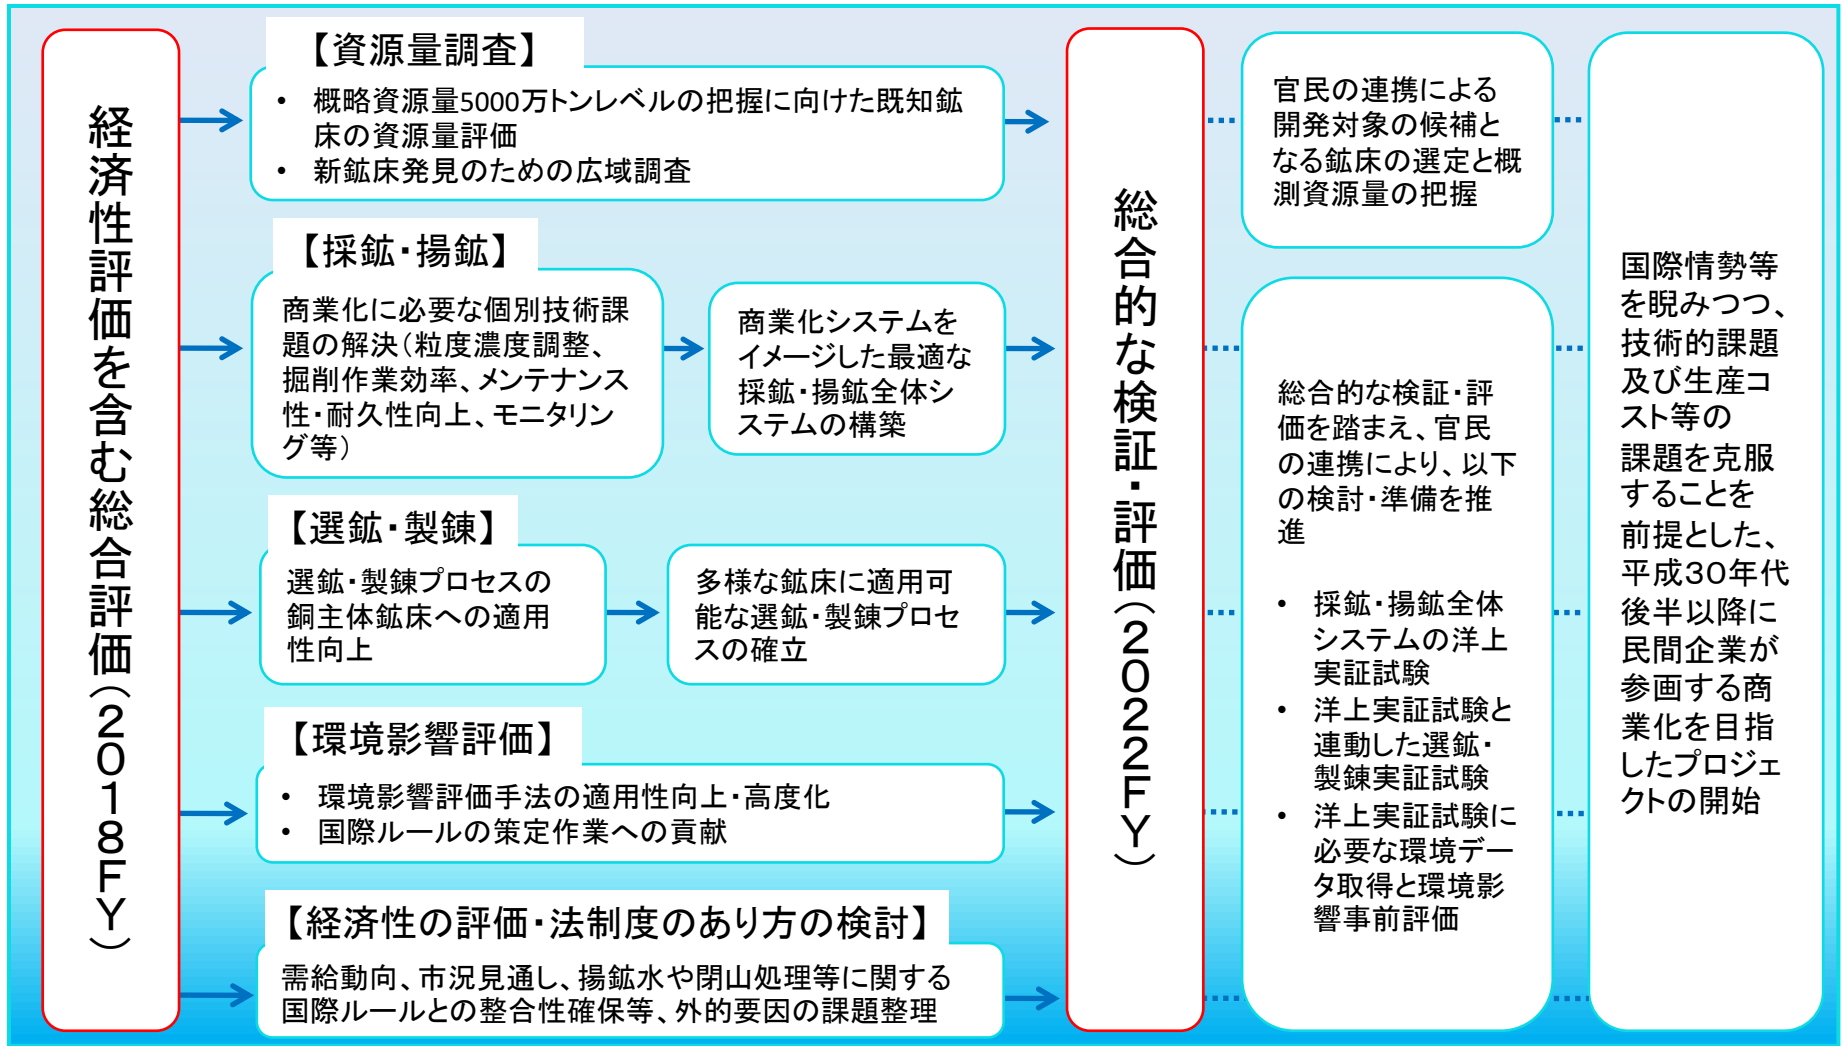 経済性評価を含む総合評価(2018FY)
【資源量調査】
• 概略資源量5000万トンレベルの把握に向けた既知鉱
床の資源量評価
• 新鉱床発見のための広域調査
【採鉱・揚鉱】
商業化に必要な個別技術課
題の解決(粒度濃度調整、
掘削作業効率、メンテナンス
性・耐久性向上、モニタリン
グ等)
商業化システムを
イメージした最適な
採鉱・揚鉱全体シ
ステムの構築
【選鉱・製錬】
選鉱・製錬プロセスの
銅主体鉱床への適用
性向上
多様な鉱床に適用可
能な選鉱・製錬プロセ
スの確立
【環境影響評価】
• 環境影響評価手法の適用性向上・高度化
• 国際ルールの策定作業への貢献
【経済性の評価・法制度のあり方の検討】
需給動向、市況見通し、揚鉱水や閉山処理等に関する
国際ルールとの整合性確保等、外的要因の課題整理
総合的な検証・評価(2022FY)
官民の連携による
開発対象の候補と
なる鉱床の選定と概
測資源量の把握
総合的な検証・評
価を踏まえ、官民
の連携により、以下
の検討・準備を推
進
• 採鉱・揚鉱全体
システムの洋上
実証試験
• 洋上実証試験と
連動した選鉱・
製錬実証試験
• 洋上実証試験に
必要な環境デー
タ取得と環境影
響事前評価
国際情勢等
を睨みつつ、
技術的課題
及び生産コ
スト等の
課題を克服
することを
前提とした、
平成30年代
後半以降に
民間企業が
参画する商
業化を目指
したプロジェ
クトの開始